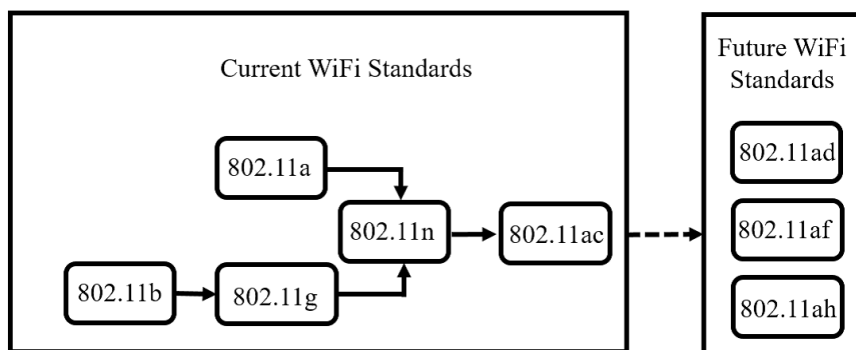 Current WiFi Standards
802.11a
802.11n
802.11ac
802.11b
802.11g
Future WiFi
Standards
802.11ad
802.11af
802.11ah